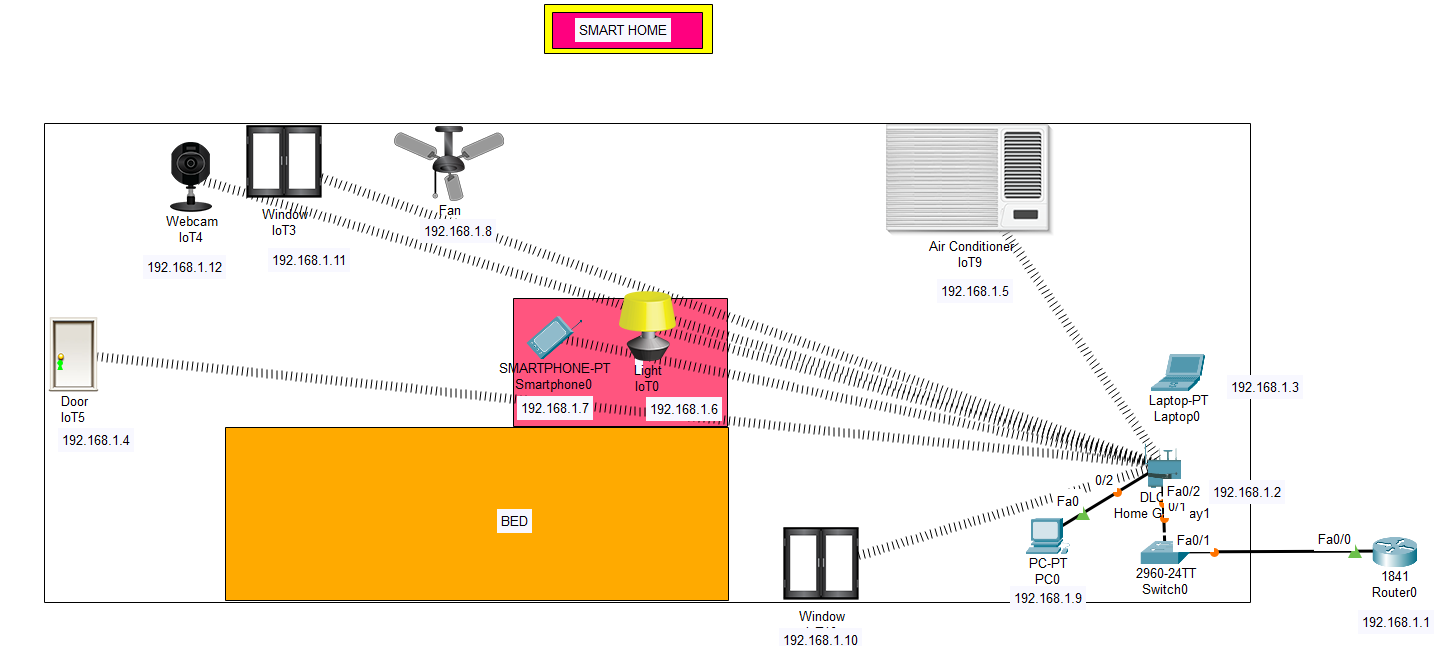 SMART HOME
Webcam
IoT4
192.168.1.12
Window
IoT3
192.168.1.11
Fan
192.168.1.8
Air Conditioner
IoT9
192.168.1.5
Door
IoT5
192.168.1.4
SMARTPHONE-PT
Smartphone0
192.168.1.7
Light
IoT0
192.168.1.6
Laptop-PT
Laptop0
192.168.1.3
BED
0/2
Fa0
DLC
Fa0/2
0/1
Home G
ay1
192.168.1.2
Fa0/1
Fa0/0
PC-PT
PC0
192.168.1.9
2960-24TT
Switch0
1841
Router0
192.168.1.1
Window
192.168.1.10